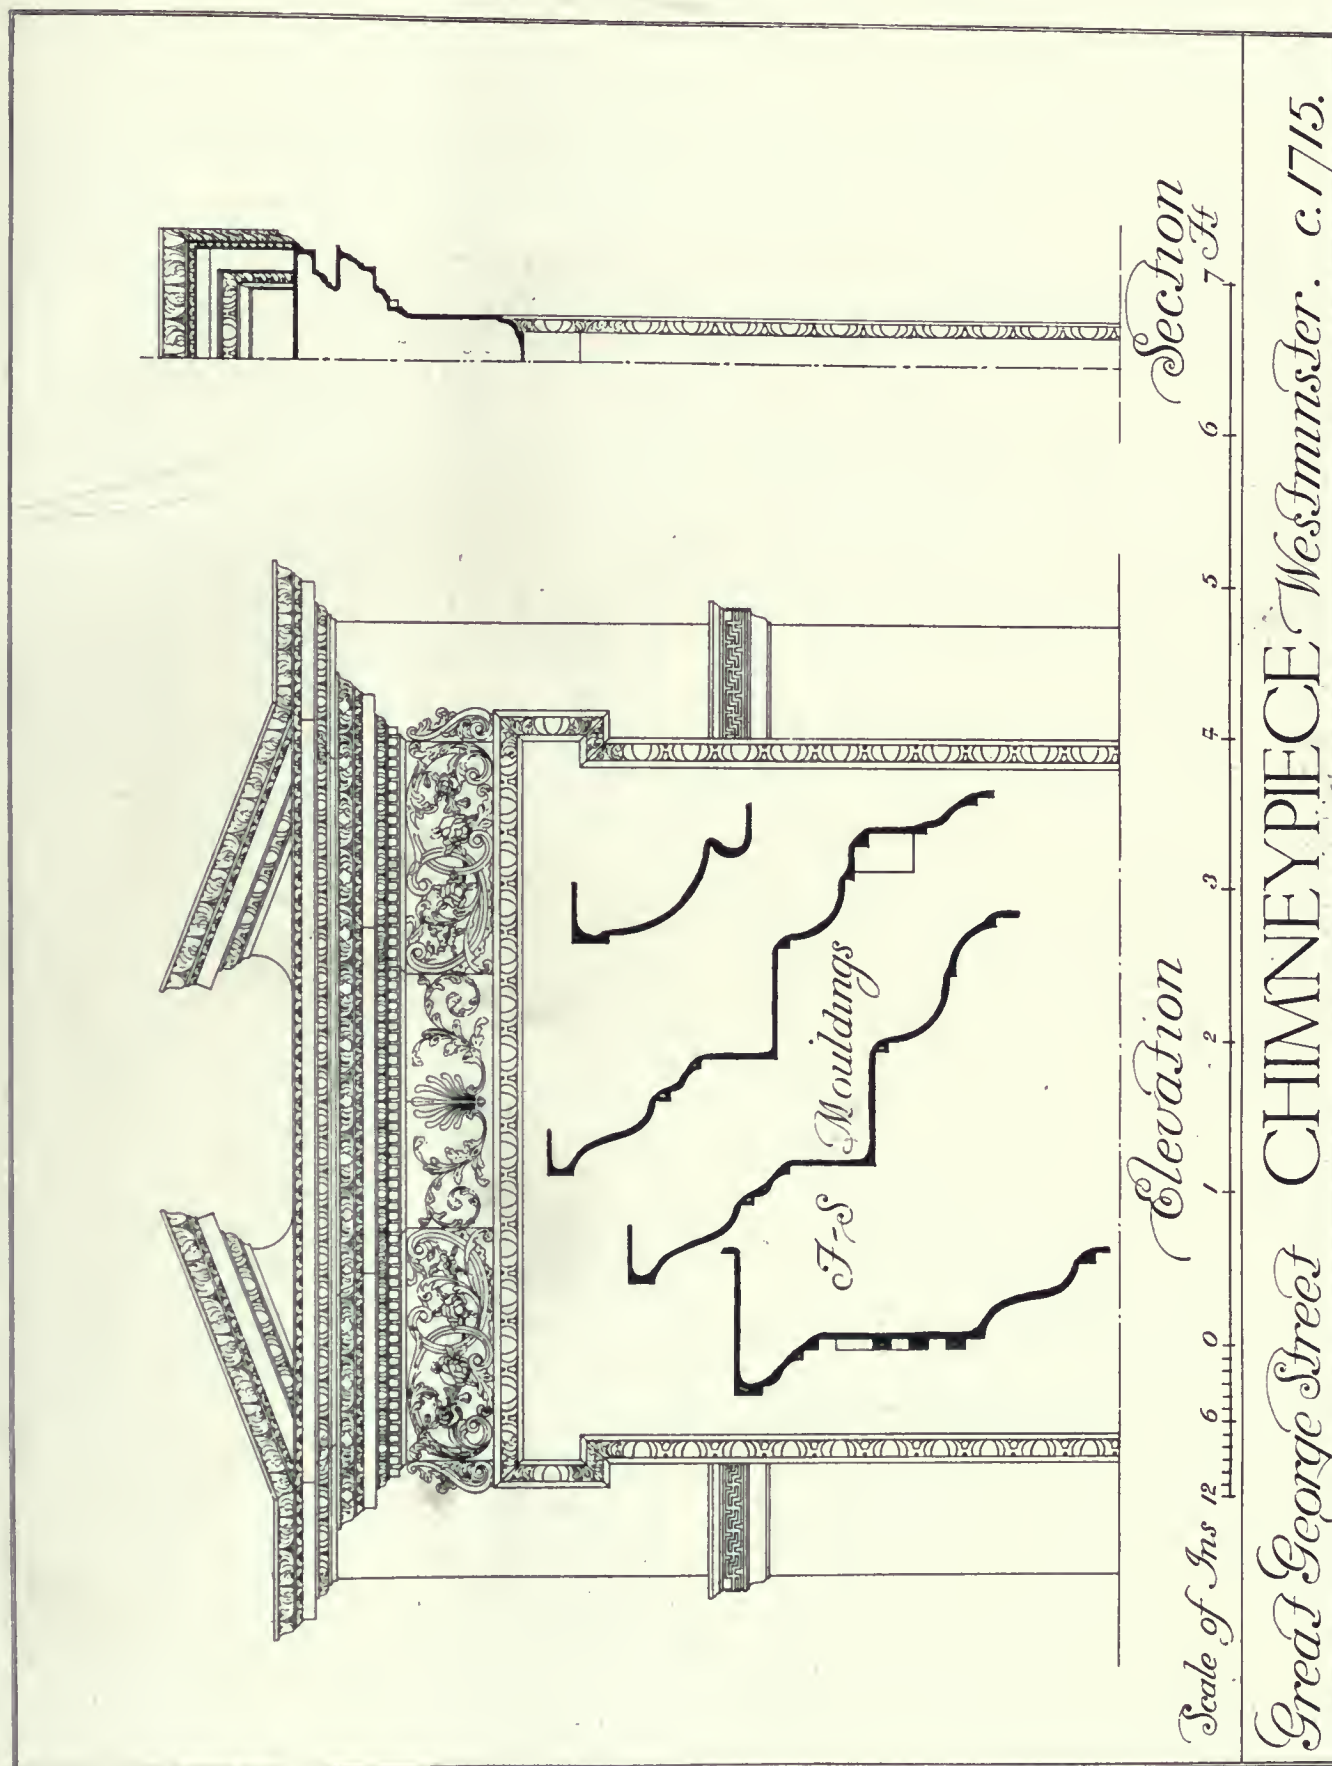 F-S Mouldings
Elevation
Section
Scale of Ins 12 6 0 1 2 3 7 5 6 7 Ft
Great George Street CHIMNEYPIECE Westminster. c. 1715.